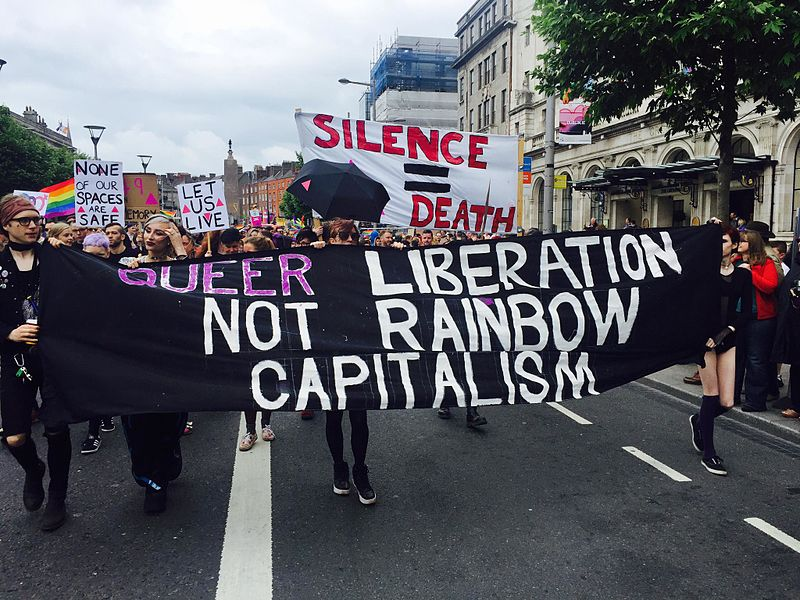 SILENCE
=
DEATH
NONE
OF OUR
SPACES
ARE
SAFE
LET
US
LIVE
QUEER LIBERATION
NOT RAINBOW
CAPITALISM